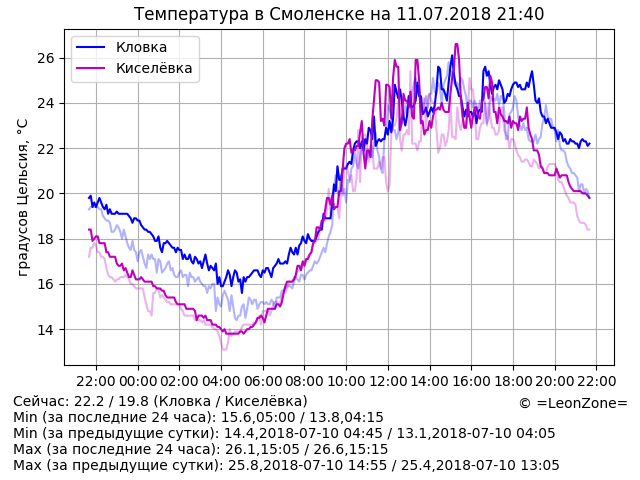 Температура в Смоленске на 11.07.2018 21:40
Кловка
Киселёвка
градусов Цельсия, °C
26
24
22
20
18
16
14
22:00 00:00 02:00 04:00 06:00 08:00 10:00 12:00 14:00 16:00 18:00 20:00 22:00
Сейчас: 22.2 / 19.8 (Кловка / Киселёвка)
© =LeonZone=
Min (за последние 24 часа): 15.6,05:00 / 13.8,04:15
Min (за предыдущие сутки): 14.4,2018-07-10 04:45 / 13.1,2018-07-10 04:05
Max (за последние 24 часа): 26.1,15:05 / 26.6,15:15
Max (за предыдущие сутки): 25.8,2018-07-10 14:55 / 25.4,2018-07-10 13:05